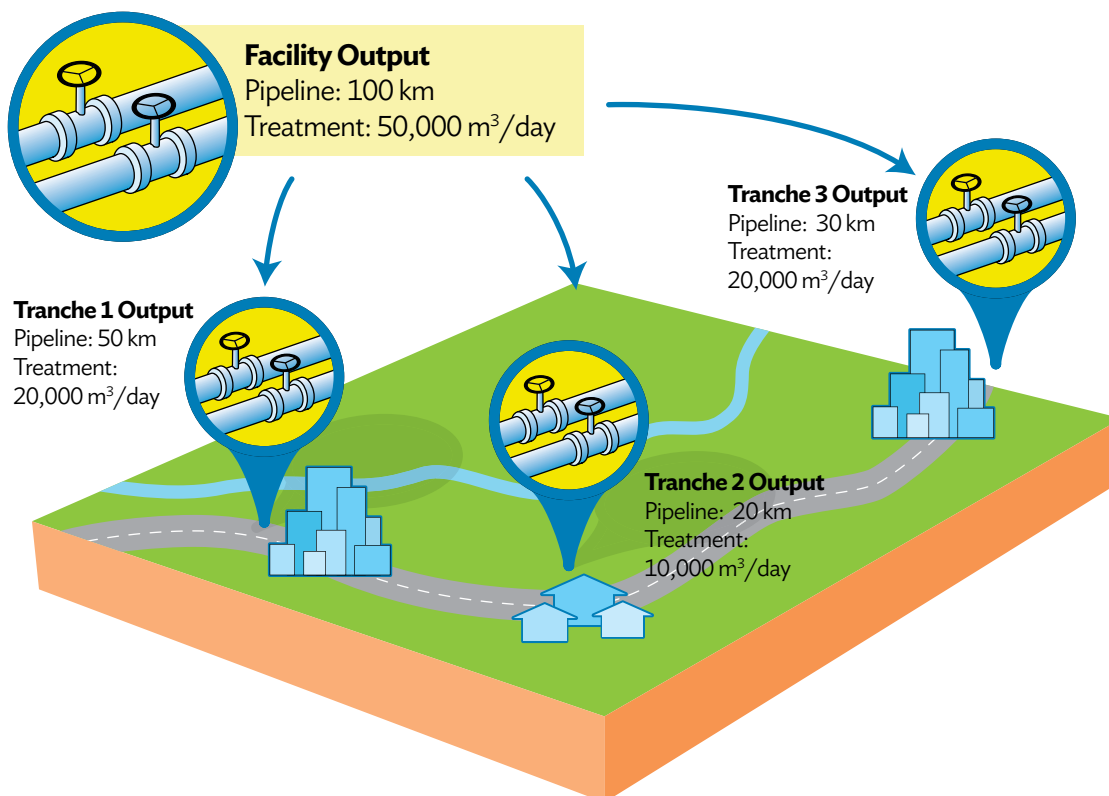 Facility Output
Pipeline: 100 km
Treatment: 50,000 m³/day
Tranche 3 Output
Pipeline: 30 km
Treatment:
20,000 m³/day
Tranche 1 Output
Pipeline: 50 km
Treatment:
20,000 m³/day
Tranche 2 Output
Pipeline: 20 km
Treatment:
10,000 m³/day